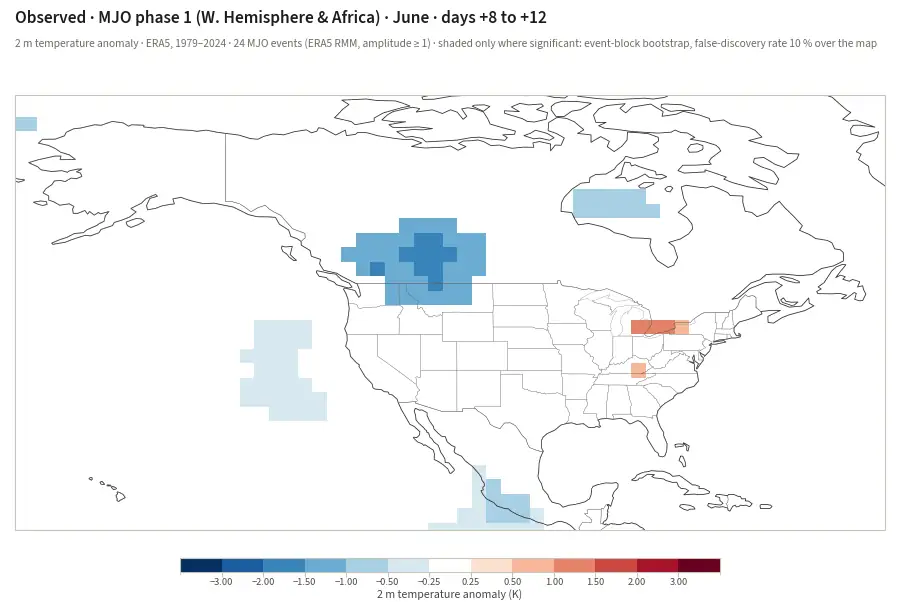 Observed · MJO phase 1 (W. Hemisphere & Africa) · June · days +8 to +12
2 m temperature anomaly · ERA5, 1979–2024 · 24 MJO events (ERA5 RMM, amplitude ≥ 1) · shaded only where significant: event-block bootstrap, false-discovery rate 10 % over the map
−3.00 −2.00 −1.50 −1.00 −0.50 −0.25 0.25 0.50 1.00 1.50 2.00 3.00
2 m temperature anomaly (K)